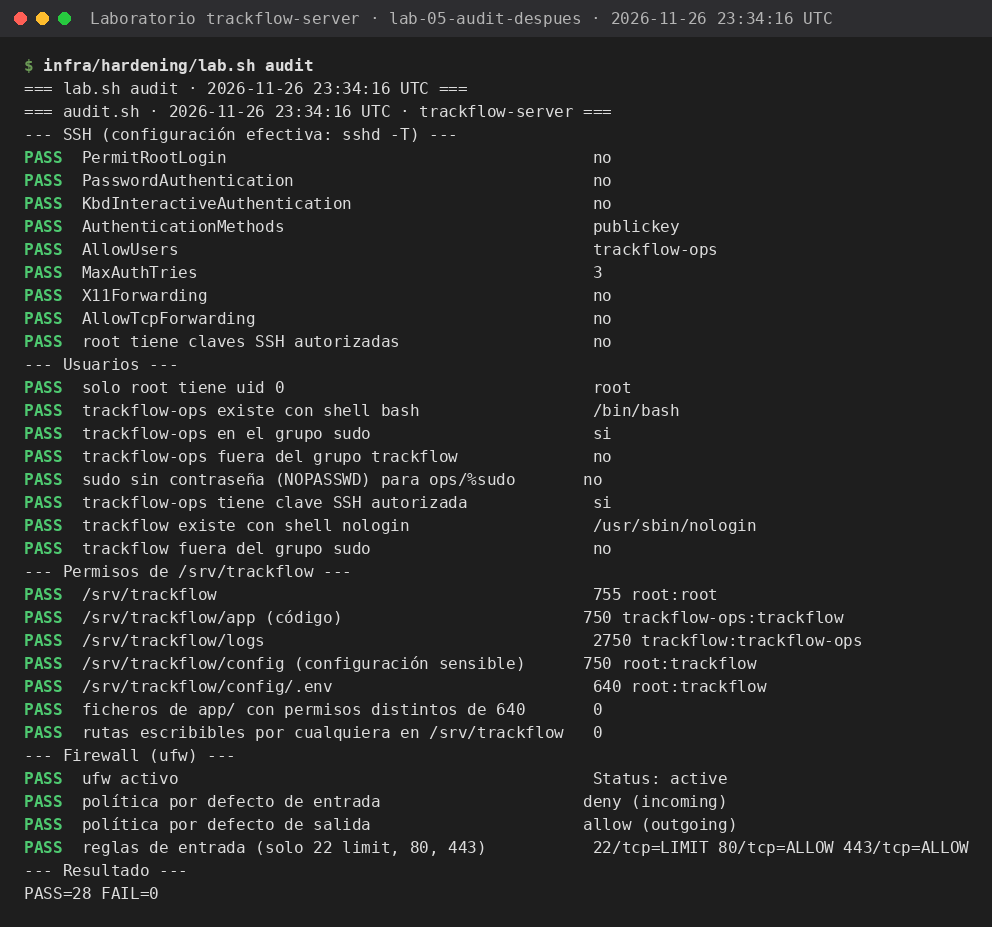 Laboratorio trackflow-server · lab-05-audit-despues · 2026-11-26 23:34:16 UTC
$ infra/hardening/lab.sh audit
=== lab.sh audit · 2026-11-26 23:34:16 UTC ===
=== audit.sh · 2026-11-26 23:34:16 UTC · trackflow-server ===
--- SSH (configuración efectiva: sshd -T) ---
PASS  PermitRootLogin                                      no
PASS  PasswordAuthentication                               no
PASS  KbdInteractiveAuthentication                         no
PASS  AuthenticationMethods                                publickey
PASS  AllowUsers                                           trackflow-ops
PASS  MaxAuthTries                                         3
PASS  X11Forwarding                                        no
PASS  AllowTcpForwarding                                   no
PASS  root tiene claves SSH autorizadas                    no
--- Usuarios ---
PASS  solo root tiene uid 0                                root
PASS  trackflow-ops existe con shell bash                  /bin/bash
PASS  trackflow-ops en el grupo sudo                       si
PASS  trackflow-ops fuera del grupo trackflow              no
PASS  sudo sin contraseña (NOPASSWD) para ops/%sudo       no
PASS  trackflow-ops tiene clave SSH autorizada             si
PASS  trackflow existe con shell nologin                   /usr/sbin/nologin
PASS  trackflow fuera del grupo sudo                       no
--- Permisos de /srv/trackflow ---
PASS  /srv/trackflow                                       755 root:root
PASS  /srv/trackflow/app (código)                         750 trackflow-ops:trackflow
PASS  /srv/trackflow/logs                                  2750 trackflow:trackflow-ops
PASS  /srv/trackflow/config (configuración sensible)      750 root:trackflow
PASS  /srv/trackflow/config/.env                           640 root:trackflow
PASS  ficheros de app/ con permisos distintos de 640       0
PASS  rutas escribibles por cualquiera en /srv/trackflow   0
--- Firewall (ufw) ---
PASS  ufw activo                                           Status: active
PASS  política por defecto de entrada                     deny (incoming)
PASS  política por defecto de salida                      allow (outgoing)
PASS  reglas de entrada (solo 22 limit, 80, 443)           22/tcp=LIMIT 80/tcp=ALLOW 443/tcp=ALLOW
--- Resultado ---
PASS=28 FAIL=0